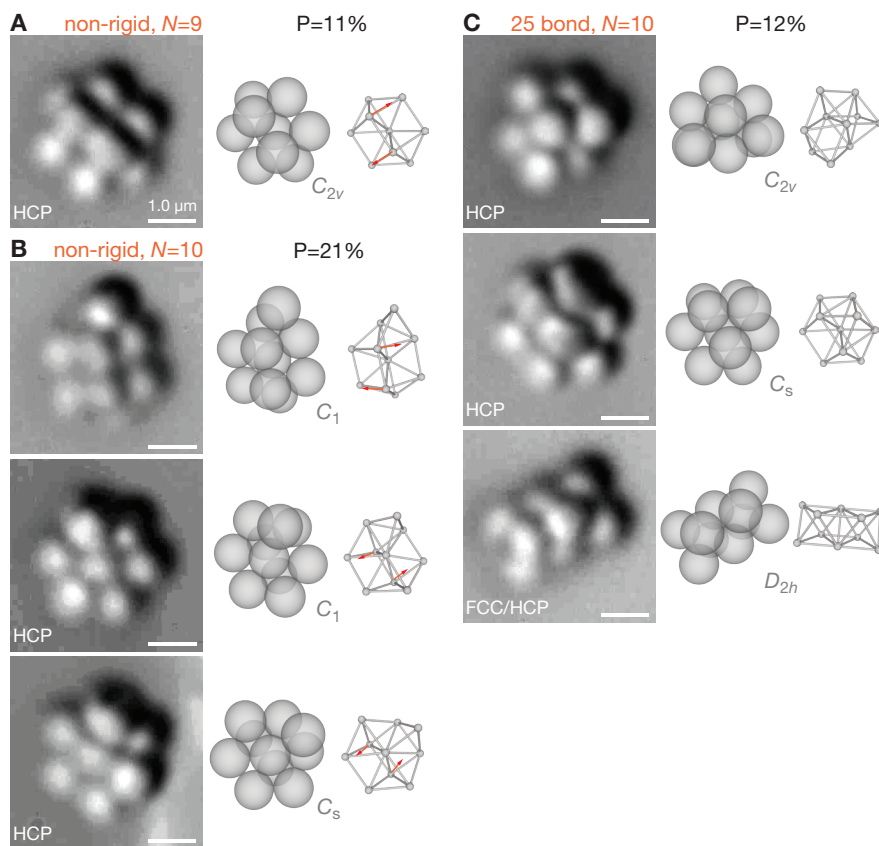 A non-rigid, N=9 P=11%
HCP
1.0 μm
C2v
B non-rigid, N=10 P=21%
C1
HCP
C1
HCP
Cs
C 25 bond, N=10 P=12%
HCP
C2v
HCP
Cs
FCC/HCP
D2h